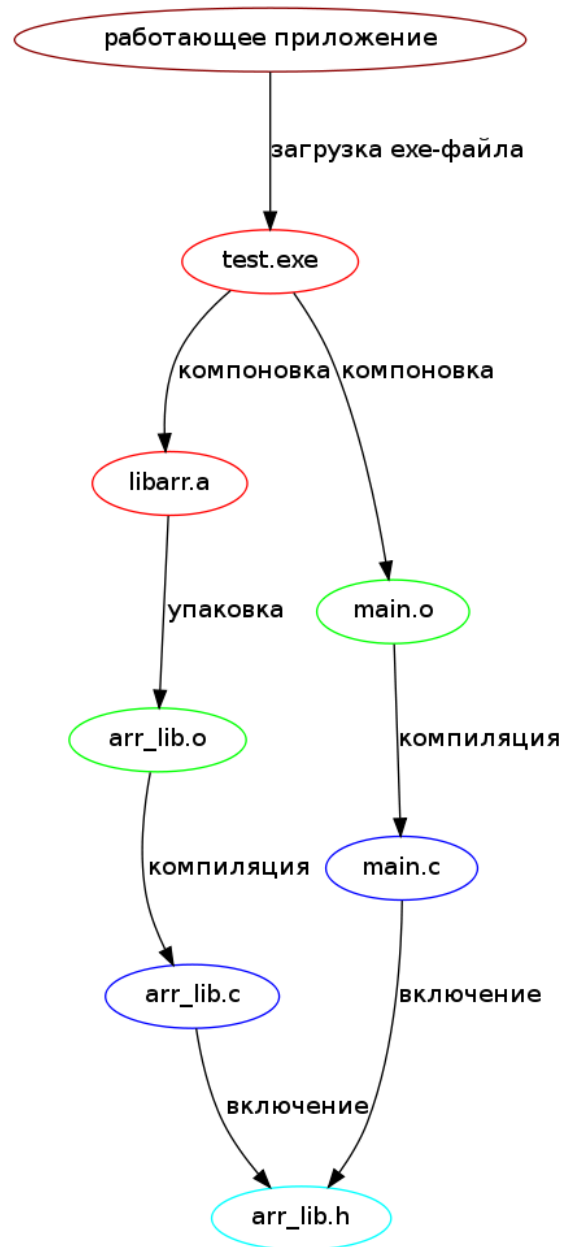 работающее приложение
загрузка exe-файла
test.exe
компоновка
компоновка
libarr.a
упаковка
main.o
arr_lib.o
компиляция
компиляция
main.c
arr_lib.c
включение
включение
arr_lib.h